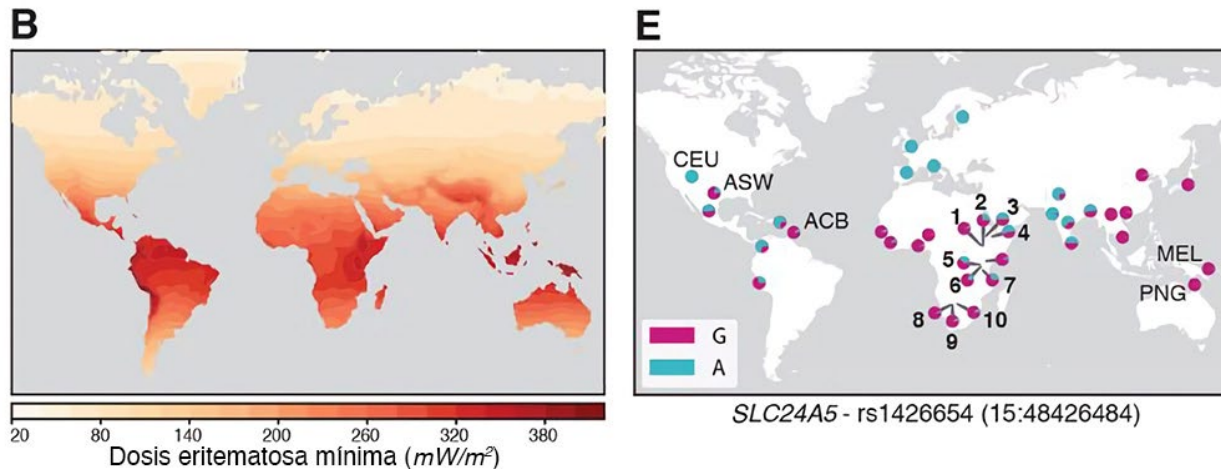 B
20 80 140 200 260 320 380
Dosis eritematosa mínima (mW/m²)
E
CEU
ASW
ACB
1
2
3
4
5
6
7
8
9
10
MEL
PNG
G
A
SLC24A5 - rs1426654 (15:48426484)